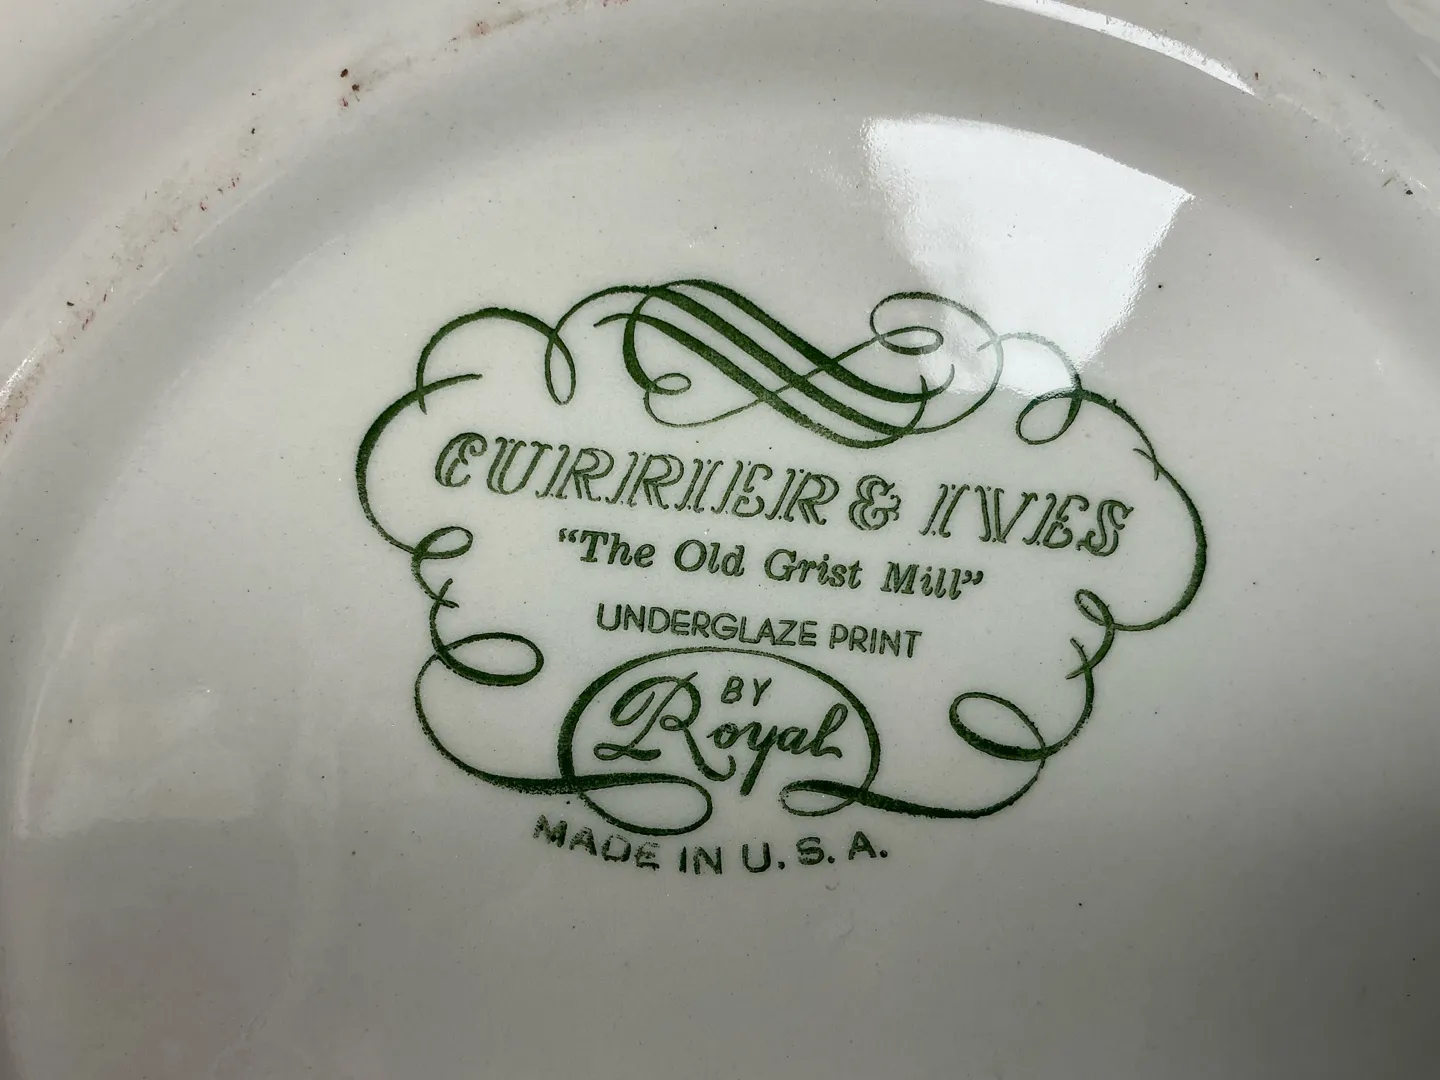 CURRIER & IVES
“The Old Grist Mill”
UNDERGLAZE PRINT
BY
Royal
MADE IN U.S.A.